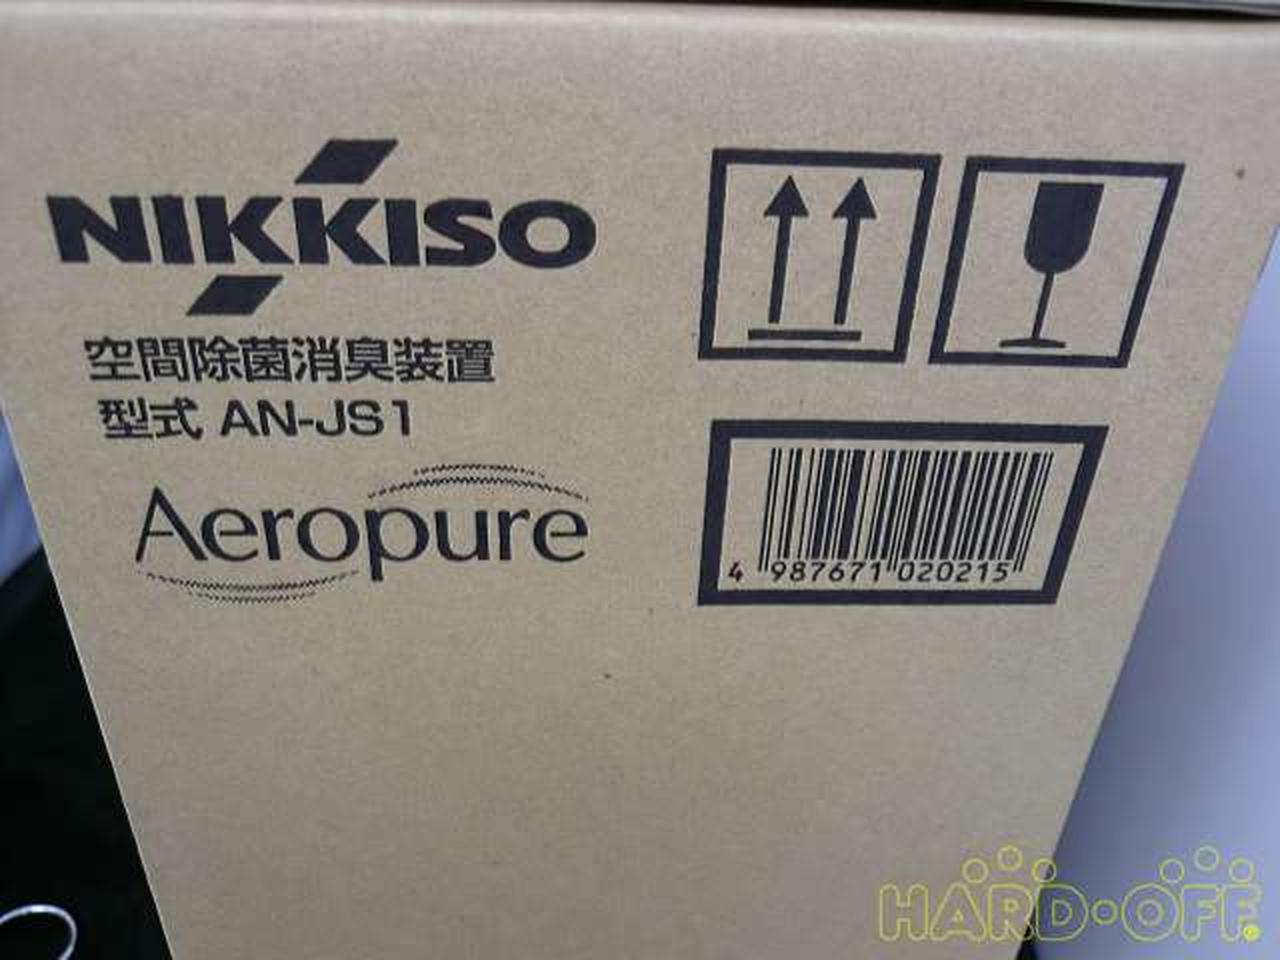 NIKKISO
空間除菌消臭装置
型式 AN-JS1
Aeropure
4 987671 020215
HARD·OFF